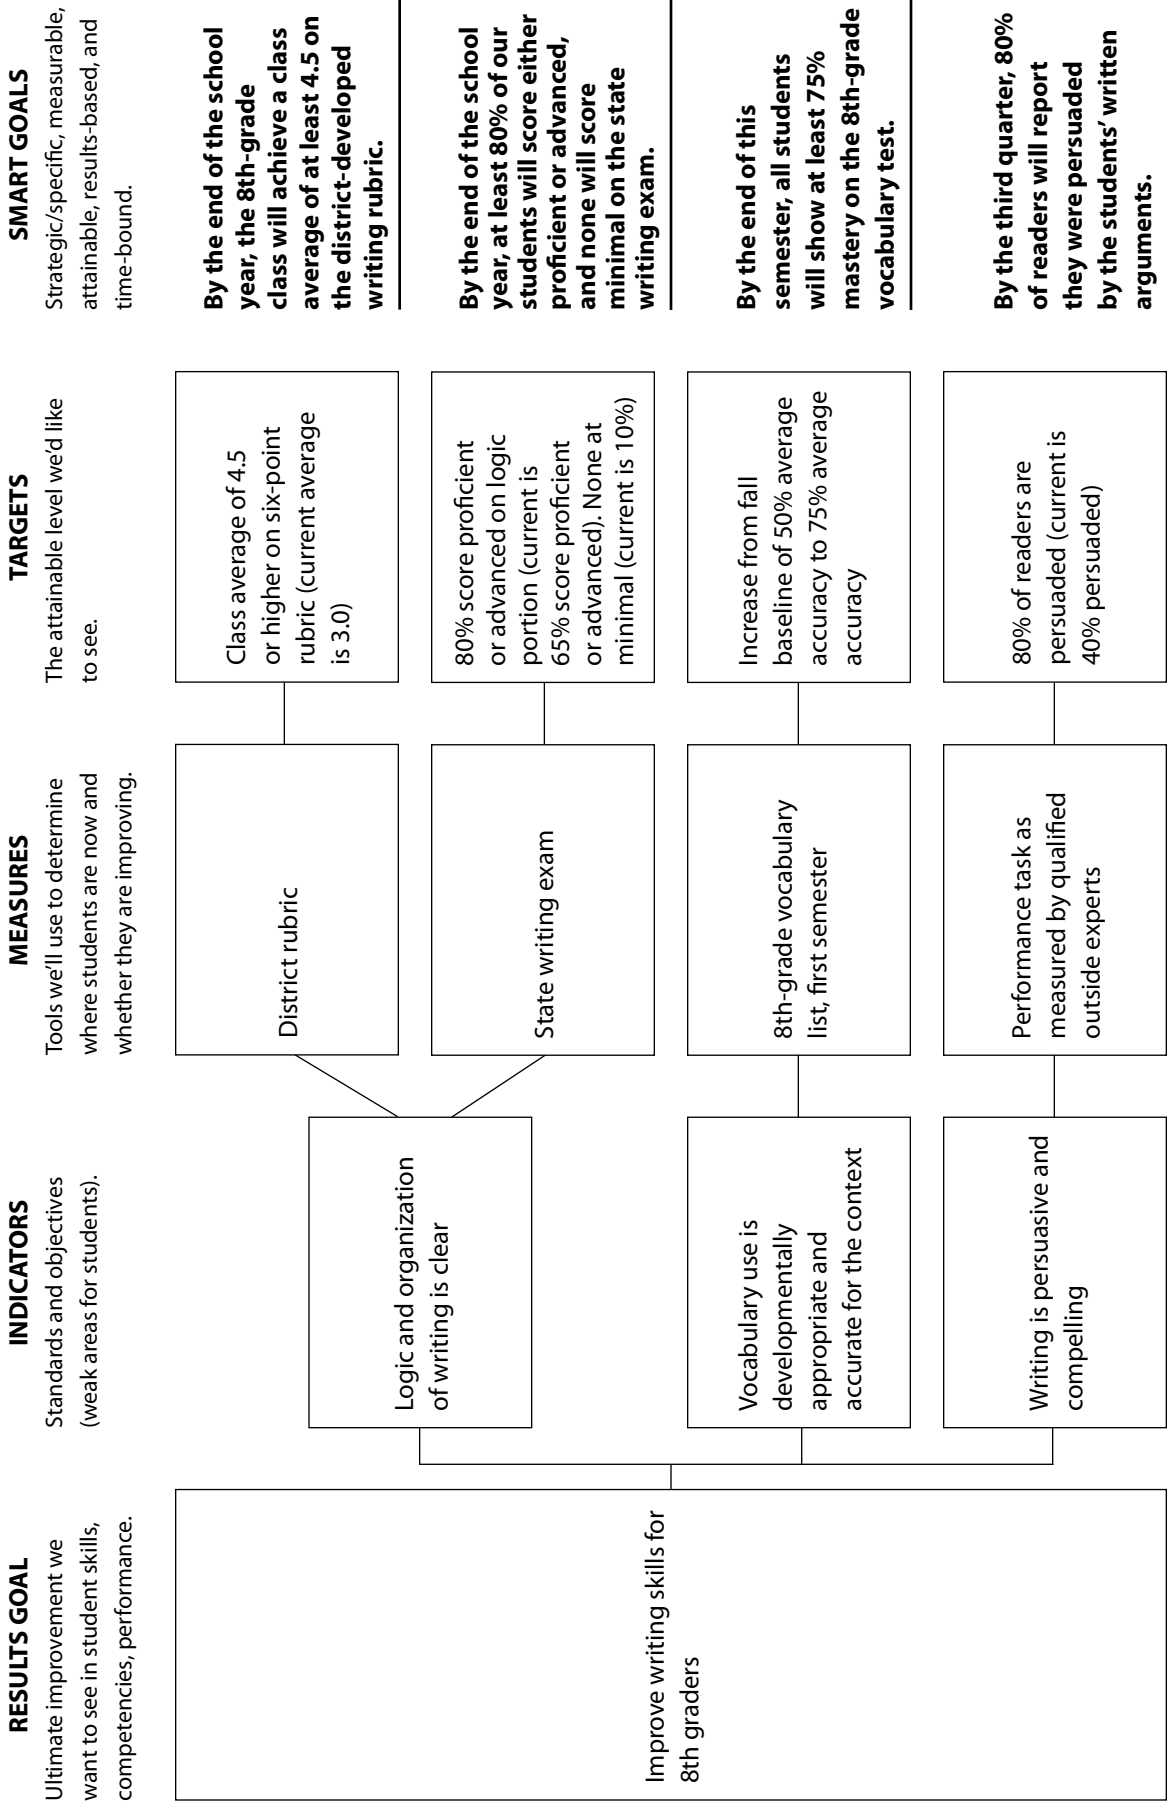 RESULTS GOAL
Ultimate improvement we
want to see in student skills,
competencies, performance.
Improve writing skills for
8th graders
INDICATORS
Standards and objectives
(weak areas for students).
Logic and organization
of writing is clear
Vocabulary use is
developmentally
appropriate and
accurate for the context
Writing is persuasive and
compelling
MEASURES
Tools we’ll use to determine
where students are now and
whether they are improving.
District rubric
State writing exam
8th-grade vocabulary
list, first semester
Performance task as
measured by qualified
outside experts
TARGETS
The attainable level we’d like
to see.
Class average of 4.5
or higher on six-point
rubric (current average
is 3.0)
80% score proficient
or advanced on logic
portion (current is
65% score proficient
or advanced). None at
minimal (current is 10%)
Increase from fall
baseline of 50% average
accuracy to 75% average
accuracy
80% of readers are
persuaded (current is
40% persuaded)
SMART GOALS
Strategic/specific, measurable,
attainable, results-based, and
time-bound.
By the end of the school
year, the 8th-grade
class will achieve a class
average of at least 4.5 on
the district-developed
writing rubric.
By the end of the school
year, at least 80% of our
students will score either
proficient or advanced,
and none will score
minimal on the state
writing exam.
By the end of this
semester, all students
will show at least 75%
mastery on the 8th-grade
vocabulary test.
By the third quarter, 80%
of readers will report
they were persuaded
by the students’ written
arguments.